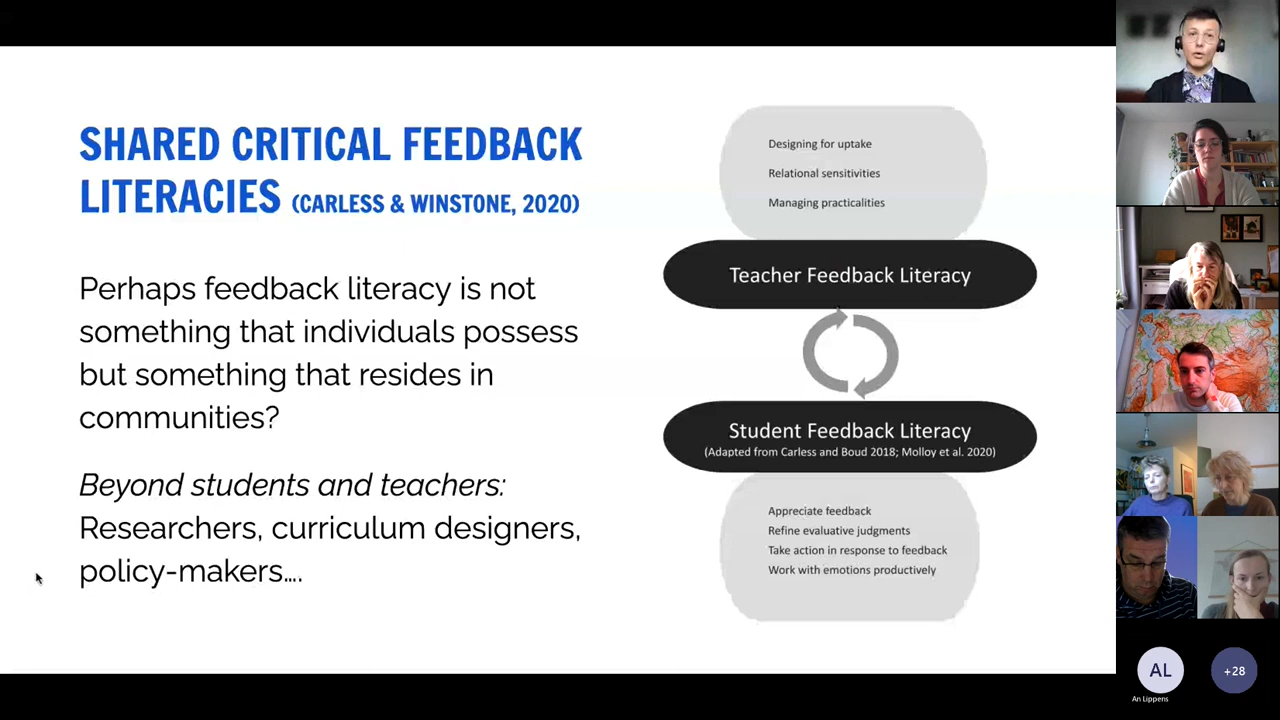 SHARED CRITICAL FEEDBACK
LITERACIES (CARLESS & WINSTONE, 2020)
Perhaps feedback literacy is not
something that individuals possess
but something that resides in
communities?
Beyond students and teachers:
Researchers, curriculum designers,
policy-makers....
Designing for uptake
Relational sensitivities
Managing practicalities
Teacher Feedback Literacy
Student Feedback Literacy
(Adapted from Carless and Boud 2018; Molloy et al. 2020)
Appreciate feedback
Refine evaluative judgments
Take action in response to feedback
Work with emotions productively
AL
An Lippens
+28